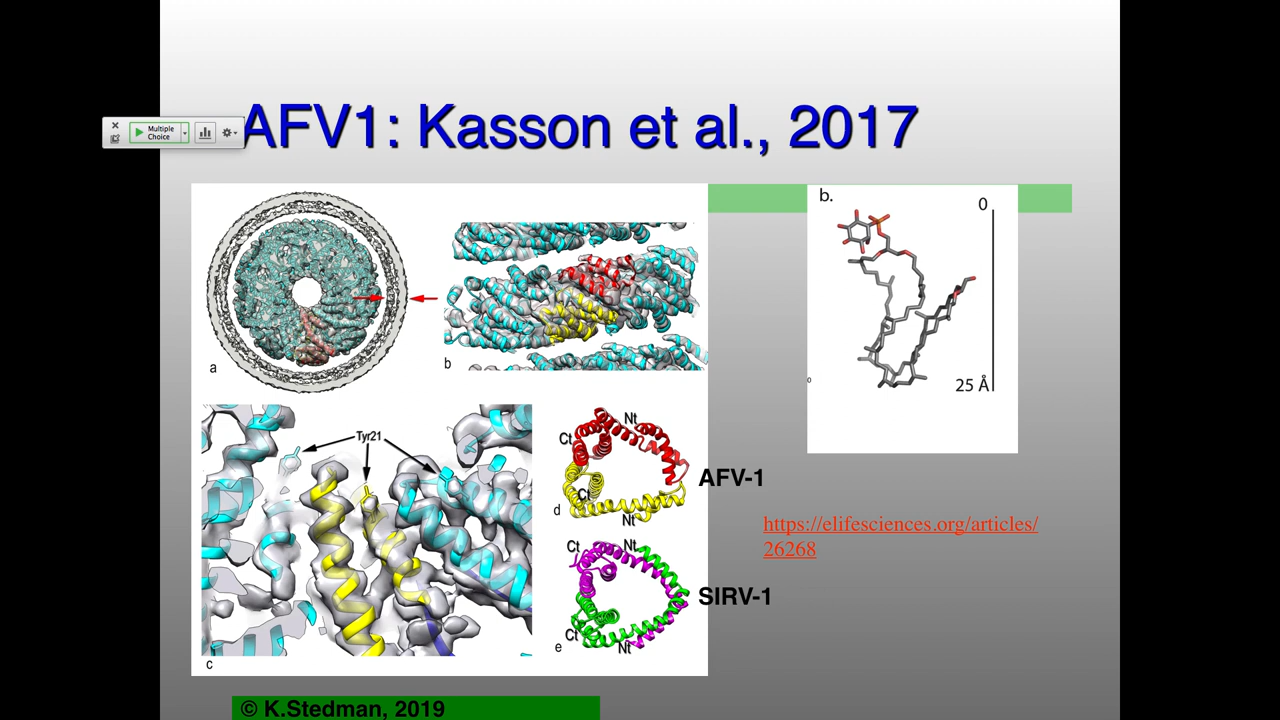 AFV1: Kasson et al., 2017
Multiple
Choice
a
b
Tyr21
c
Nt
Ct
Ct
Nt
d
Ct
Nt
Ct
Nt
e
b.
0
25 Å
AFV-1
https://elifesciences.org/articles/
26268
SIRV-1
© K.Stedman, 2019